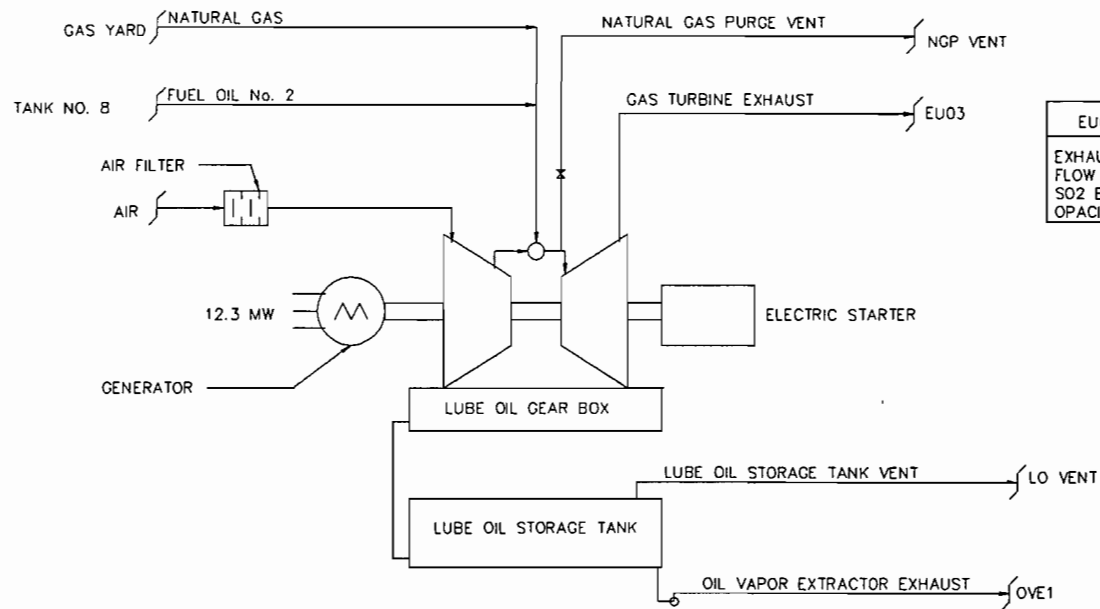 GAS YARD
NATURAL GAS
NATURAL GAS PURGE VENT
NGP VENT
TANK NO. 8
FUEL OIL No. 2
GAS TURBINE EXHAUST
EU03
AIR FILTER
AIR
12.3 MW
GENERATOR
ELECTRIC STARTER
LUBE OIL GEAR BOX
LUBE OIL STORAGE TANK VENT
LO VENT
LUBE OIL STORAGE TANK
OIL VAPOR EXTRACTOR EXHAUST
OVE1
FLOW
SO2